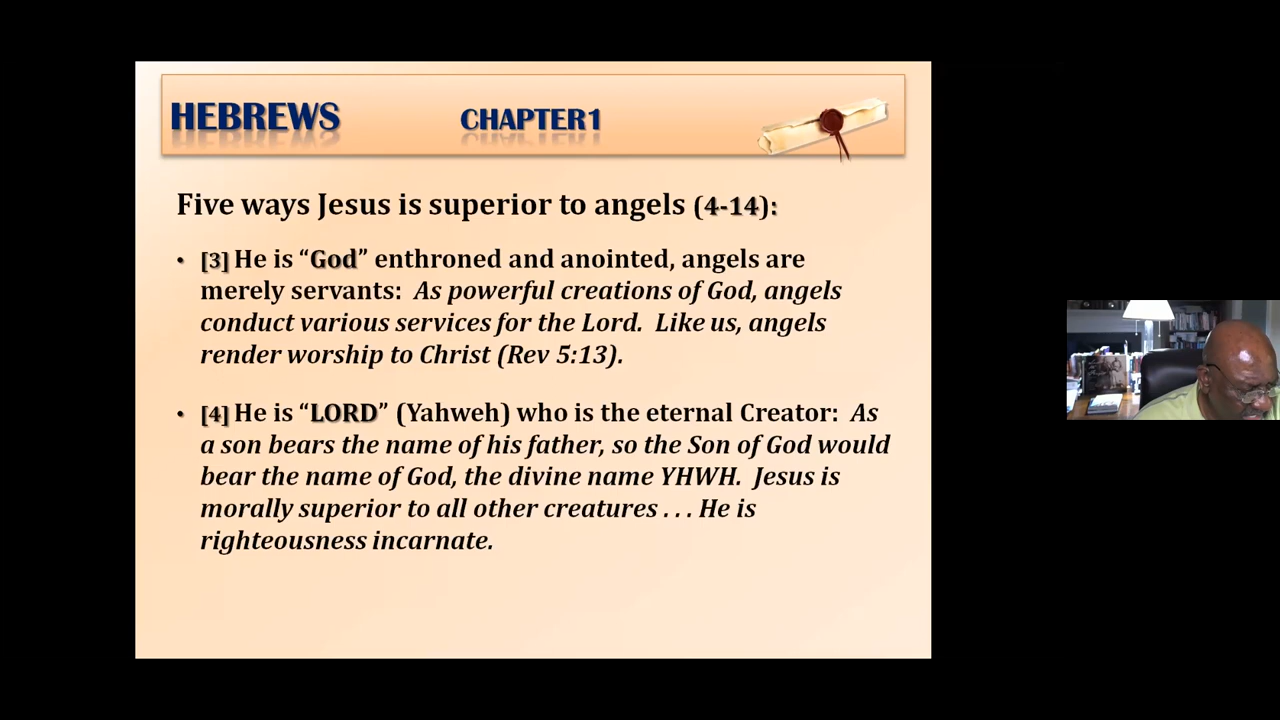 HEBREWS CHAPTER1
Five ways Jesus is superior to angels (4-14):
• [3] He is “God” enthroned and anointed, angels are
merely servants: As powerful creations of God, angels
conduct various services for the Lord. Like us, angels
render worship to Christ (Rev 5:13).
• [4] He is “LORD” (Yahweh) who is the eternal Creator: As
a son bears the name of his father, so the Son of God would
bear the name of God, the divine name YHWH. Jesus is
morally superior to all other creatures . . . He is
righteousness incarnate.